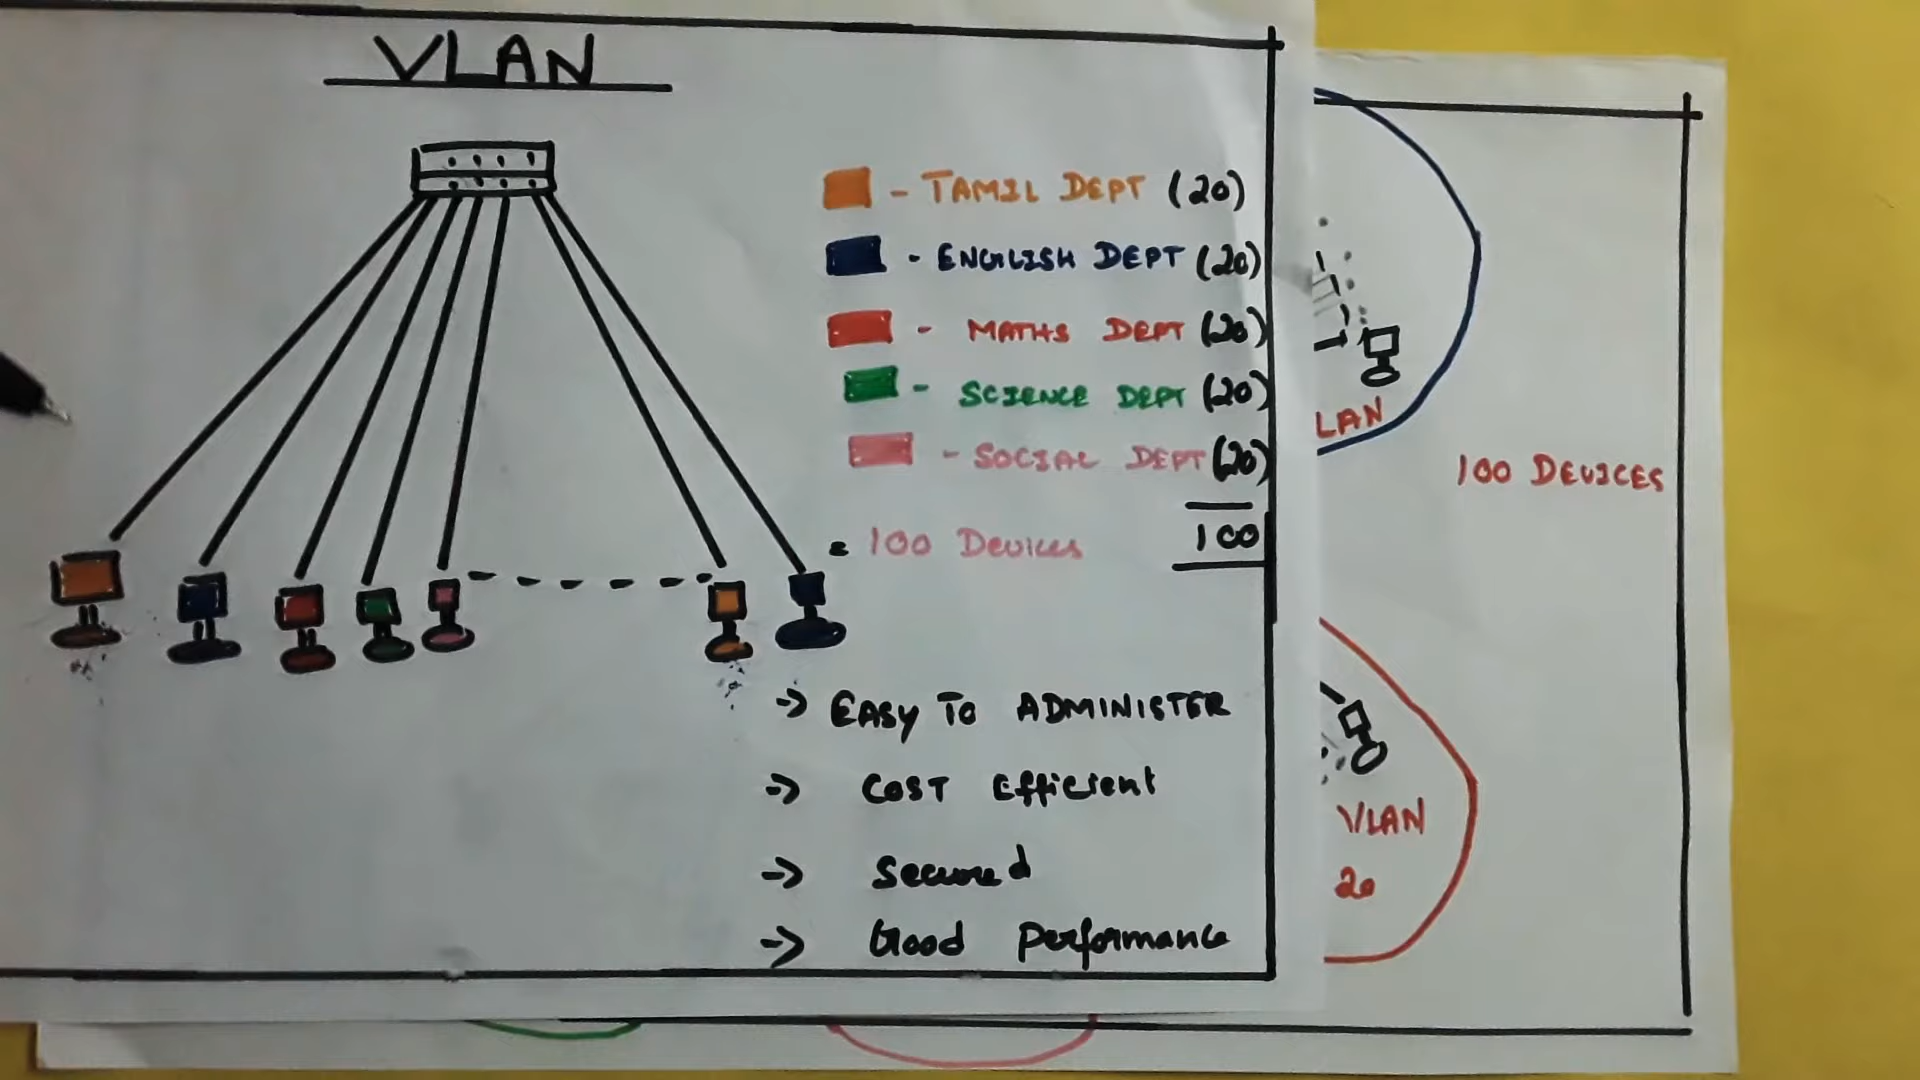 VLAN
- TAMIL DEPT (20)
- ENGLISH DEPT (20)
- MATHS DEPT (20)
- SCIENCE DEPT (20)
- SOCIAL DEPT (20)
= 100 Devices 100
-> EASY TO ADMINISTER
-> COST Efficient
-> Secured
-> Good Performance
LAN
100 DEVICES
VLAN
20